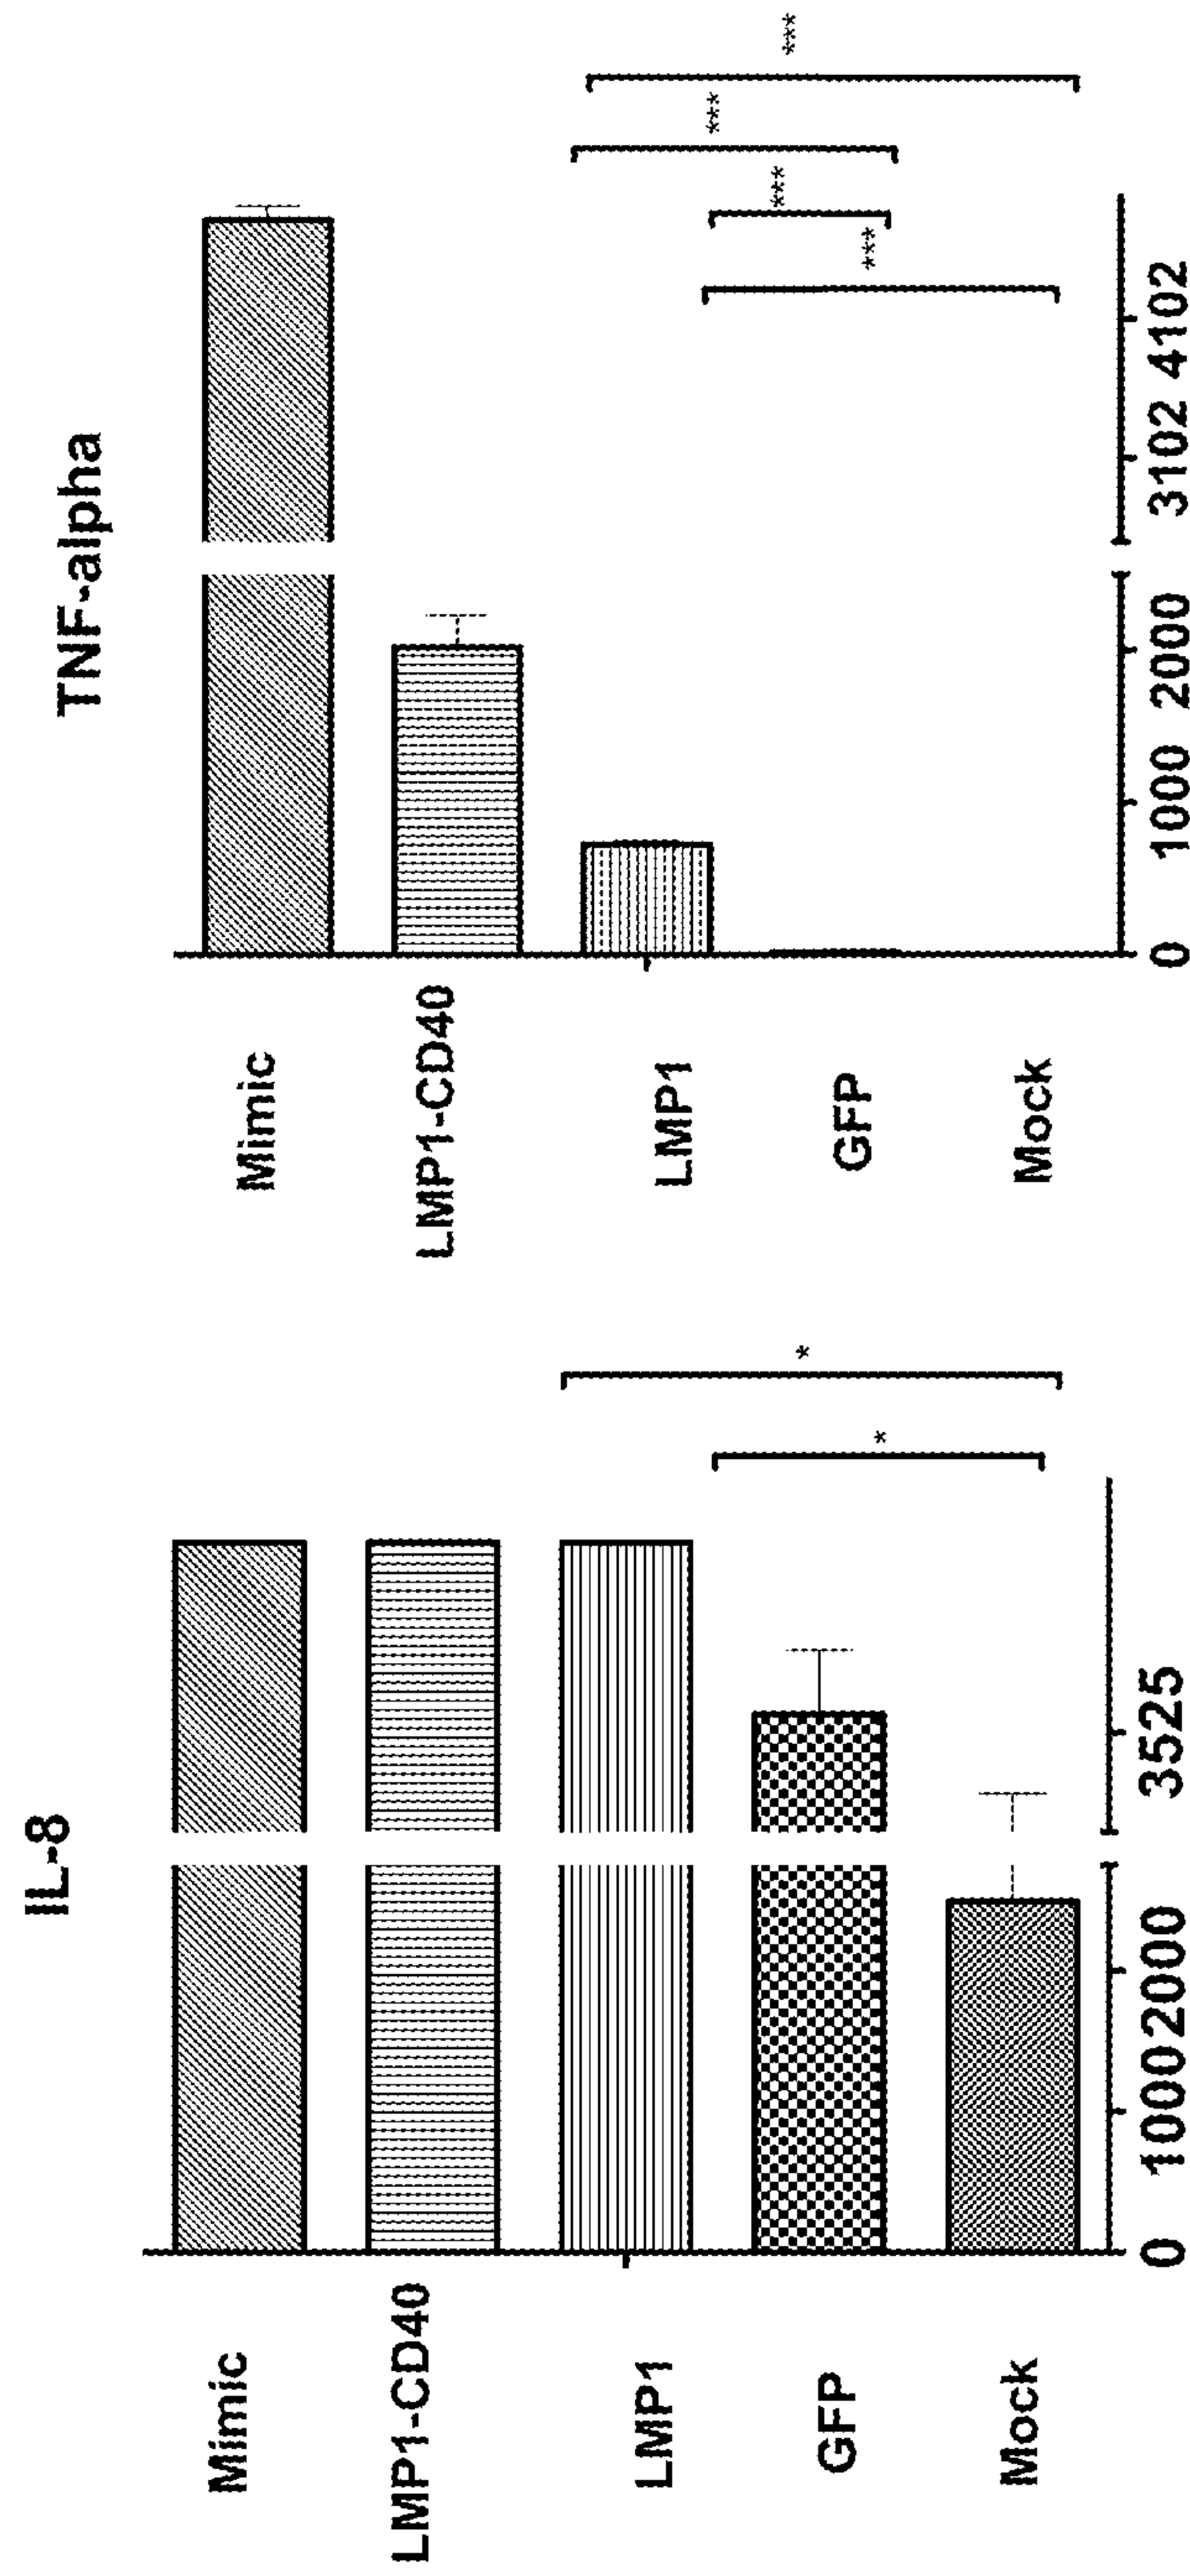 IL-8
Mimic
LMP1-CD40
LMP1
GFP
Mock
0 1000 2000 3525
*
*
TNF-alpha
Mimic
LMP1-CD40
LMP1
GFP
Mock
0 1000 2000 3102 4102
***
***
***
***